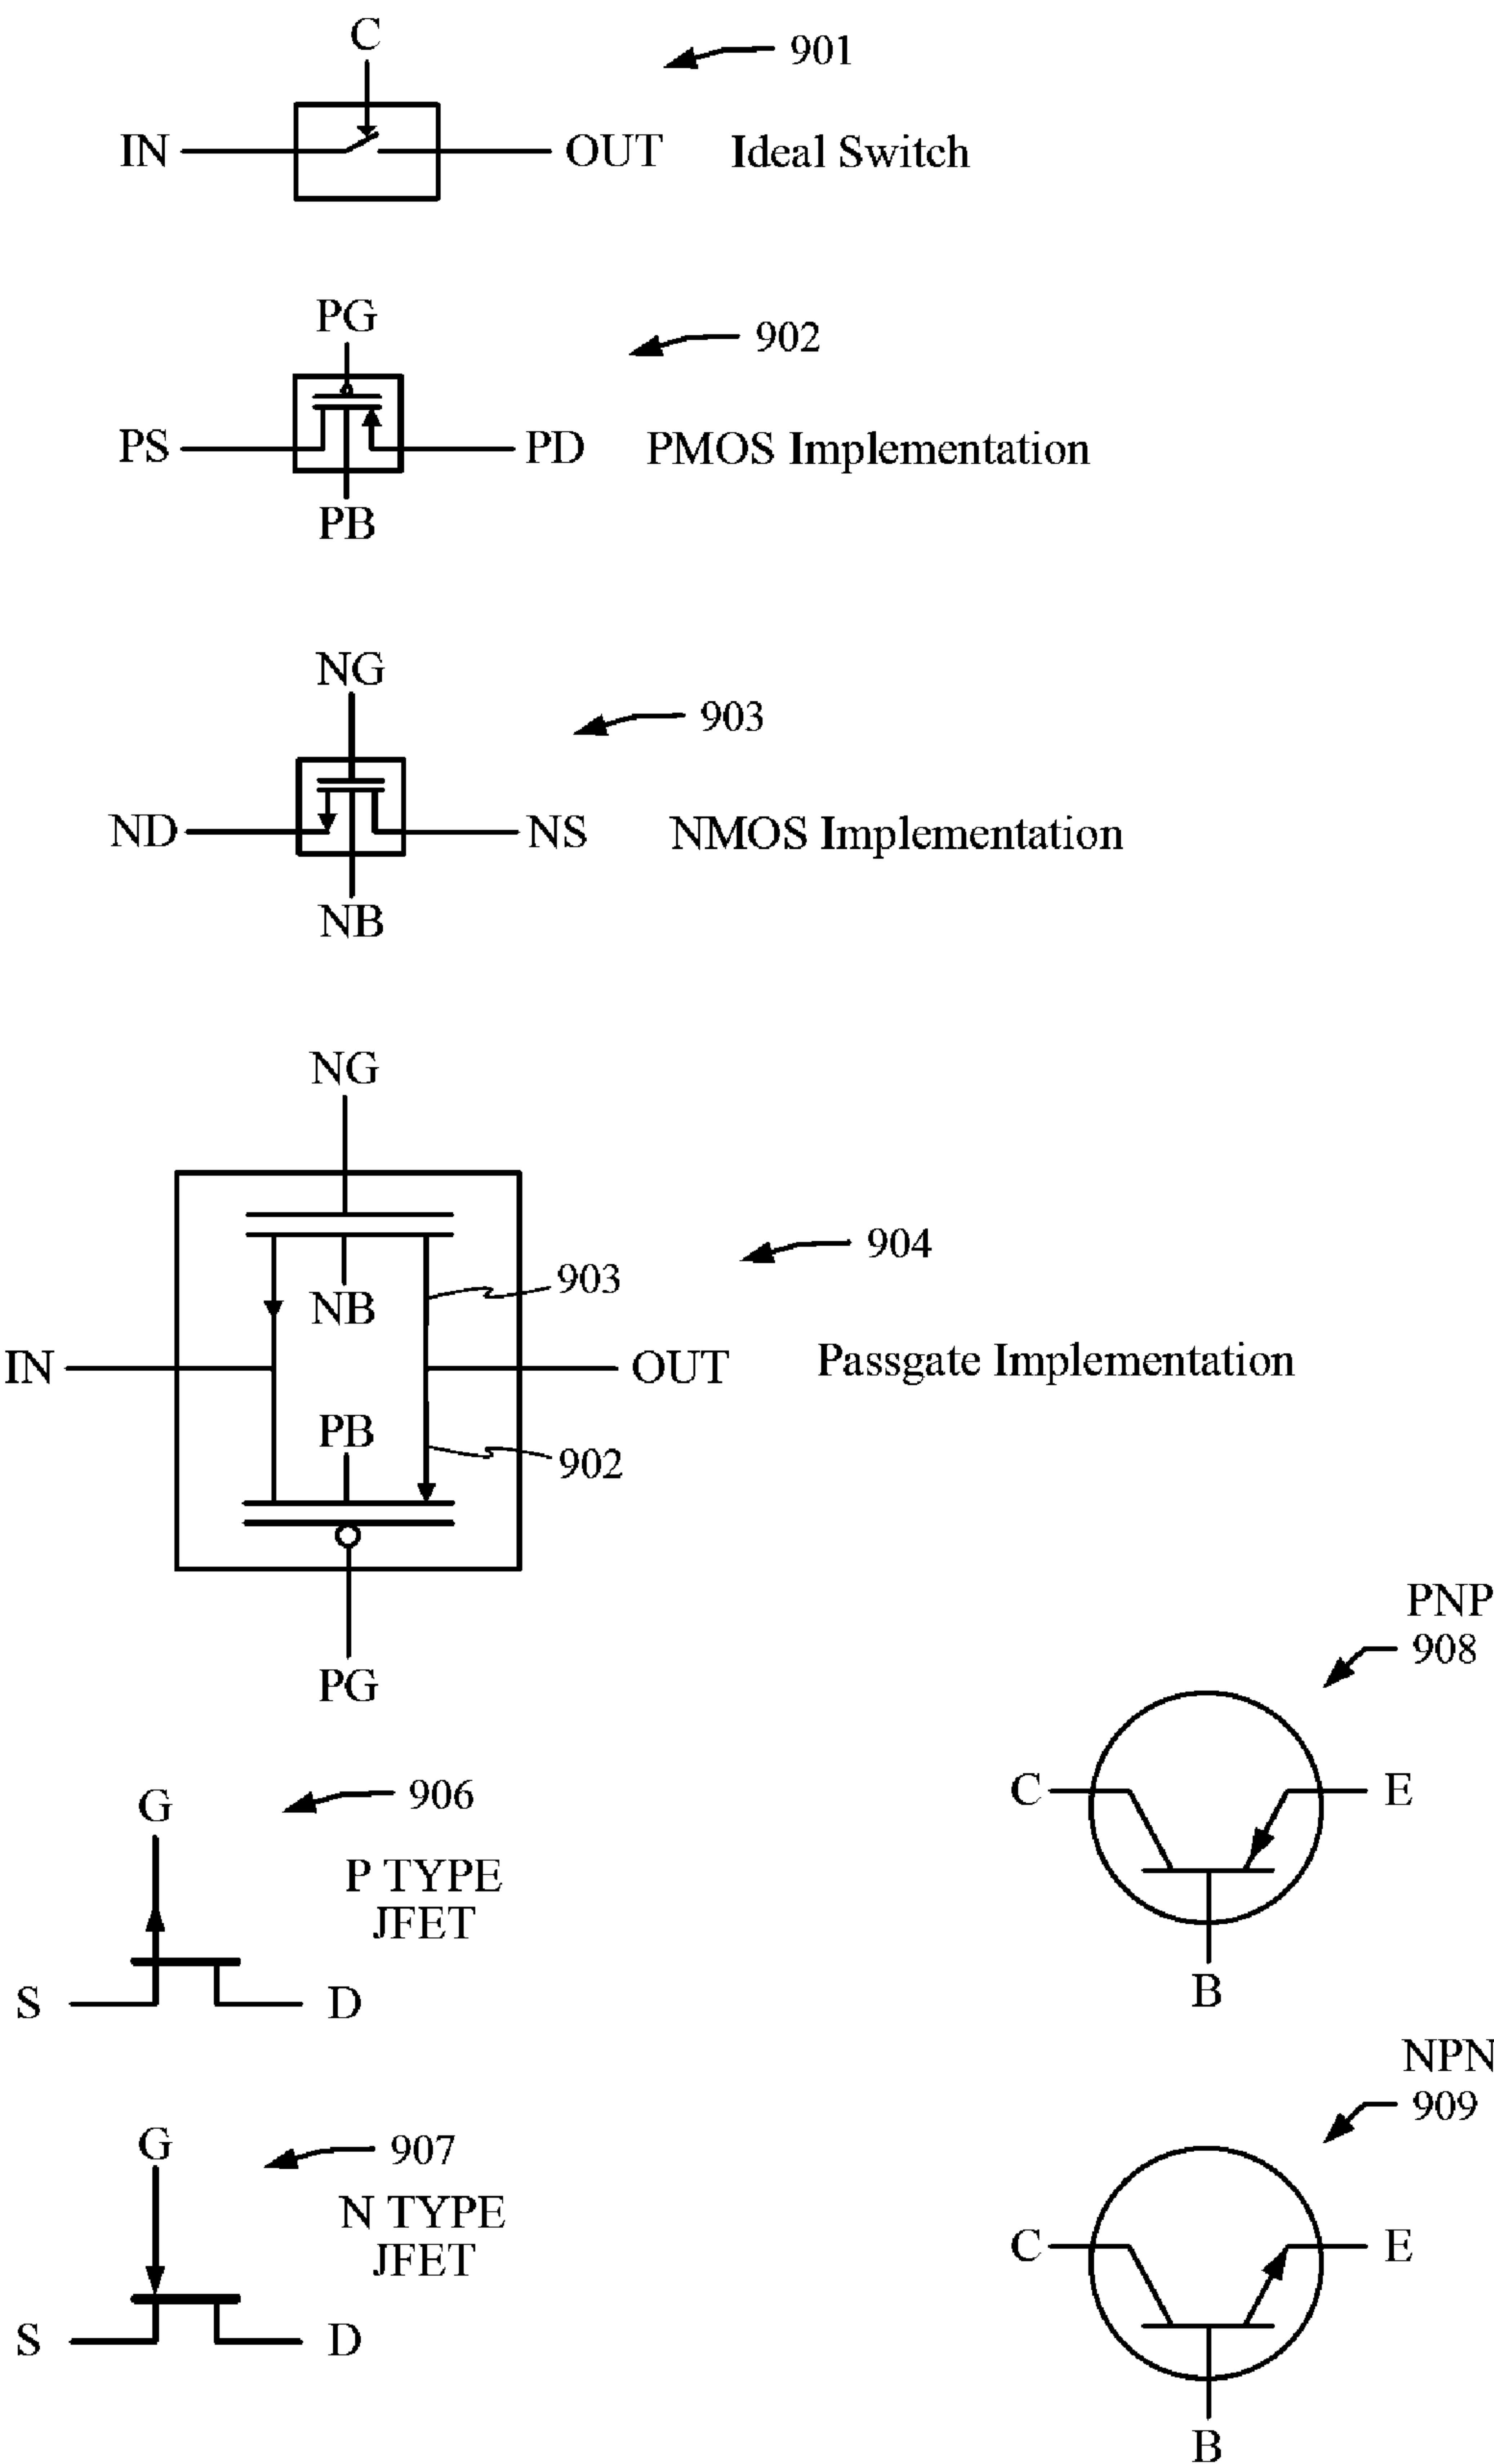 C
901
IN
OUT
Ideal Switch
PG
902
PS
PD
PMOS Implementation
PB
NG
903
ND
NS
NMOS Implementation
NB
NG
904
903
NB
IN
OUT
Passgate Implementation
PB
902
PG
PNP
908
C
E
B
G
906
P TYPE
JFET
S
D
NPN
909
C
E
B
G
907
N TYPE
JFET
S
D